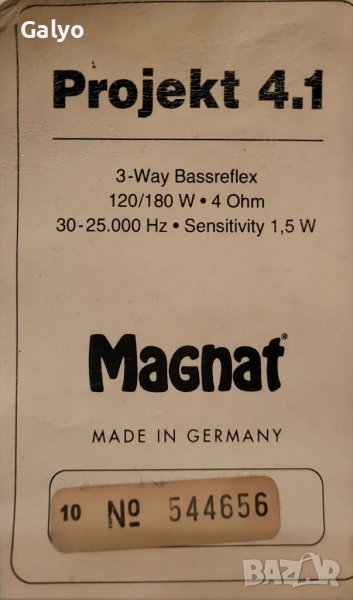 Galyo
Projekt 4.1
3-Way Bassreflex
120/180 W • 4 Ohm
30-25.000 Hz • Sensitivity 1,5 W
Magnat®
MADE IN GERMANY
10 Nº 544656
BAZAR